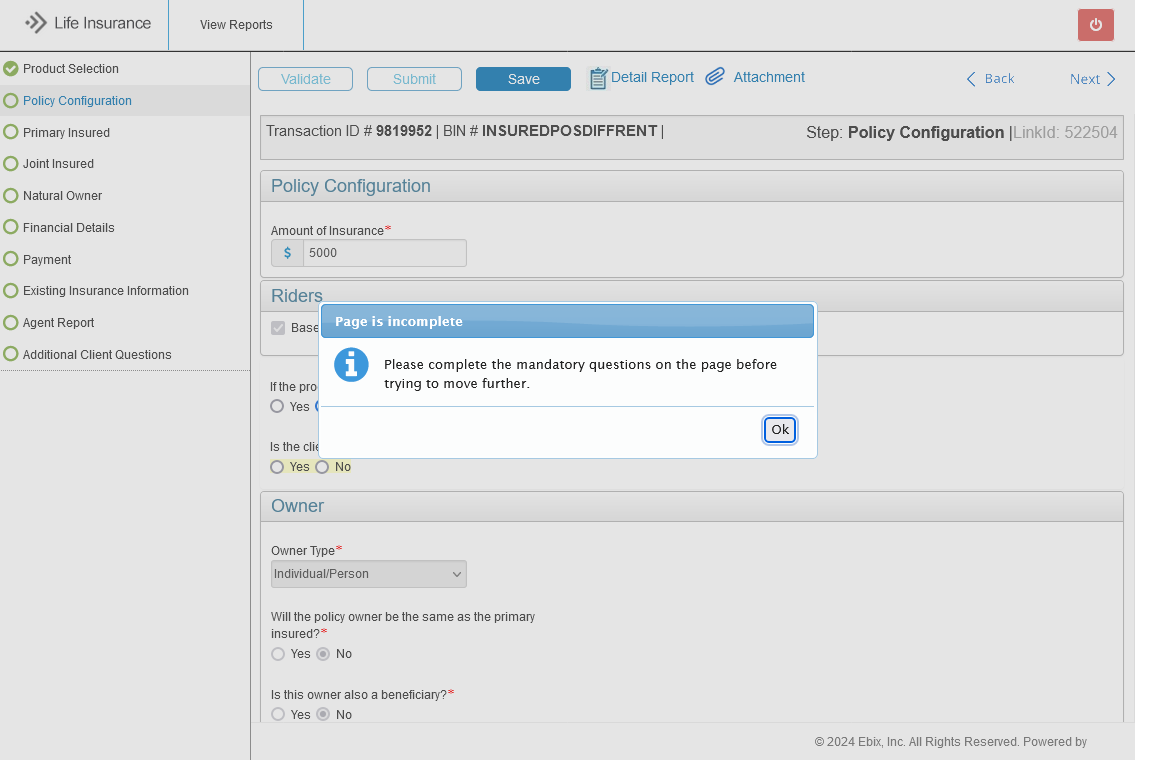 Life Insurance
View Reports
Product Selection
Policy Configuration
Primary Insured
Joint Insured
Natural Owner
Financial Details
Payment
Existing Insurance Information
Agent Report
Additional Client Questions
Validate
Submit
Save
Detail Report
Attachment
Back
Next
Transaction ID # 9819952 | BIN # INSUREDPOSDIFFRENT |
Step: Policy Configuration |LinkId: 522504
Policy Configuration
Amount of Insurance*
$ 5000
Riders
Base
Page is incomplete
Please complete the mandatory questions on the page before
trying to move further.
Ok
If the pro
Yes
Is the clie
Yes No
Owner
Owner Type*
Individual/Person
Will the policy owner be the same as the primary
insured?*
Yes No
Is this owner also a beneficiary?*
Yes No
© 2024 Ebix, Inc. All Rights Reserved. Powered by